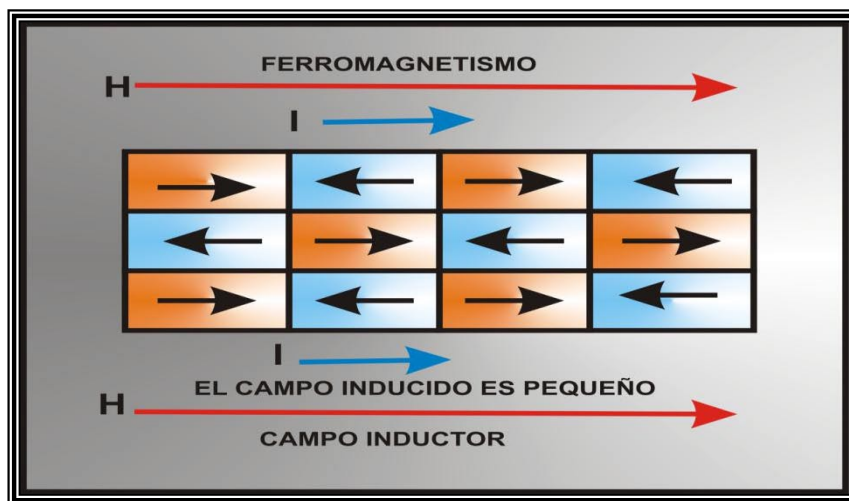 FERROMAGNETISMO
H
I
I
EL CAMPO INDUCIDO ES PEQUEÑO
H
CAMPO INDUCTOR